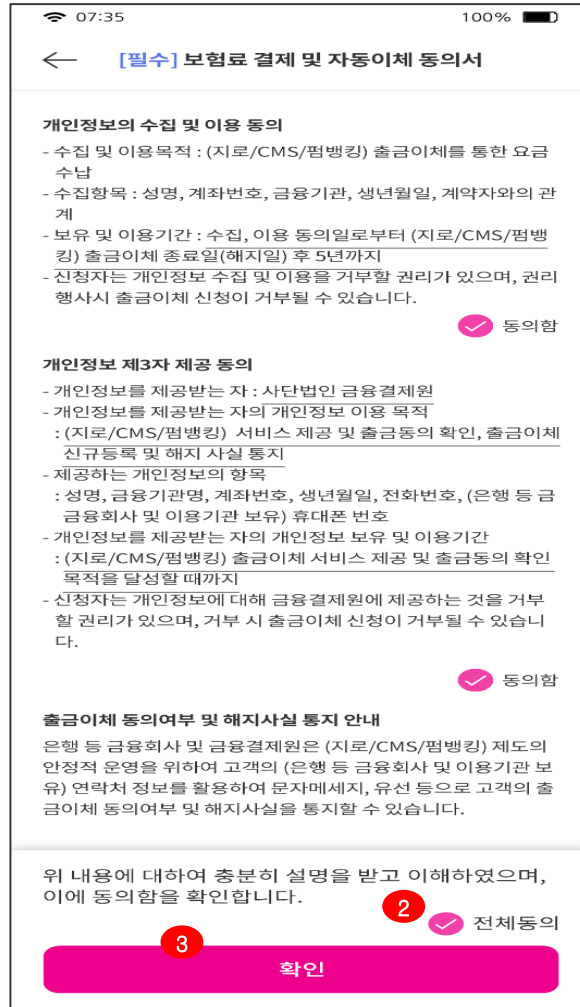 07:35 100%
[필수] 보험료 결제 및 자동이체 동의서
개인정보의 수집 및 이용 동의
- 수집 및 이용목적 : (지로/CMS/펌뱅킹) 출금이체를 통한 요금
수납
- 수집항목 : 성명, 계좌번호, 금융기관, 생년월일, 계약자와의 관
계
- 보유 및 이용기간 : 수집, 이용 동의일로부터 (지로/CMS/펌뱅
킹) 출금이체 종료일(해지일) 후 5년까지
- 신청자는 개인정보 수집 및 이용을 거부할 권리가 있으며, 권리
행사시 출금이체 신청이 거부될 수 있습니다.
동의함
개인정보 제3자 제공 동의
- 개인정보를 제공받는 자 : 사단법인 금융결제원
- 개인정보를 제공받는 자의 개인정보 이용 목적
: (지로/CMS/펌뱅킹) 서비스 제공 및 출금동의 확인, 출금이체
신규등록 및 해지 사실 통지
- 제공하는 개인정보의 항목
: 성명, 금융기관명, 계좌번호, 생년월일, 전화번호, (은행 등 금
금융회사 및 이용기관 보유) 휴대폰 번호
- 개인정보를 제공받는 자의 개인정보 보유 및 이용기간
: (지로/CMS/펌뱅킹) 출금이체 서비스 제공 및 출금동의 확인
목적을 달성할 때까지
- 신청자는 개인정보에 대해 금융결제원에 제공하는 것을 거부
할 권리가 있으며, 거부 시 출금이체 신청이 거부될 수 있습니
다.
동의함
출금이체 동의여부 및 해지사실 통지 안내
은행 등 금융회사 및 금융결제원은 (지로/CMS/펌뱅킹) 제도의
안정적 운영을 위하여 고객의 (은행 등 금융회사 및 이용기관 보
유) 연락처 정보를 활용하여 문자메세지, 유선 등으로 고객의 출
금이체 동의여부 및 해지사실을 통지할 수 있습니다.
위 내용에 대하여 충분히 설명을 받고 이해하였으며,
이에 동의함을 확인합니다.
2
전체동의
3
확인